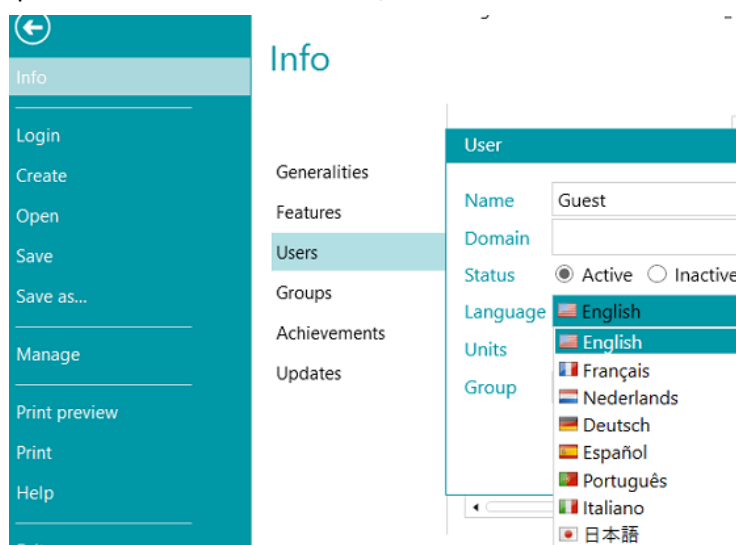 Info
Info
Login
Create
Open
Save
Save as...
Manage
Print preview
Print
Help
Generalities
Features
Users
Groups
Achievements
Updates
User
Name Guest
Domain
Status Active Inactive
Language English
Units
Group
English
Français
Nederlands
Deutsch
Español
Português
Italiano
日本語